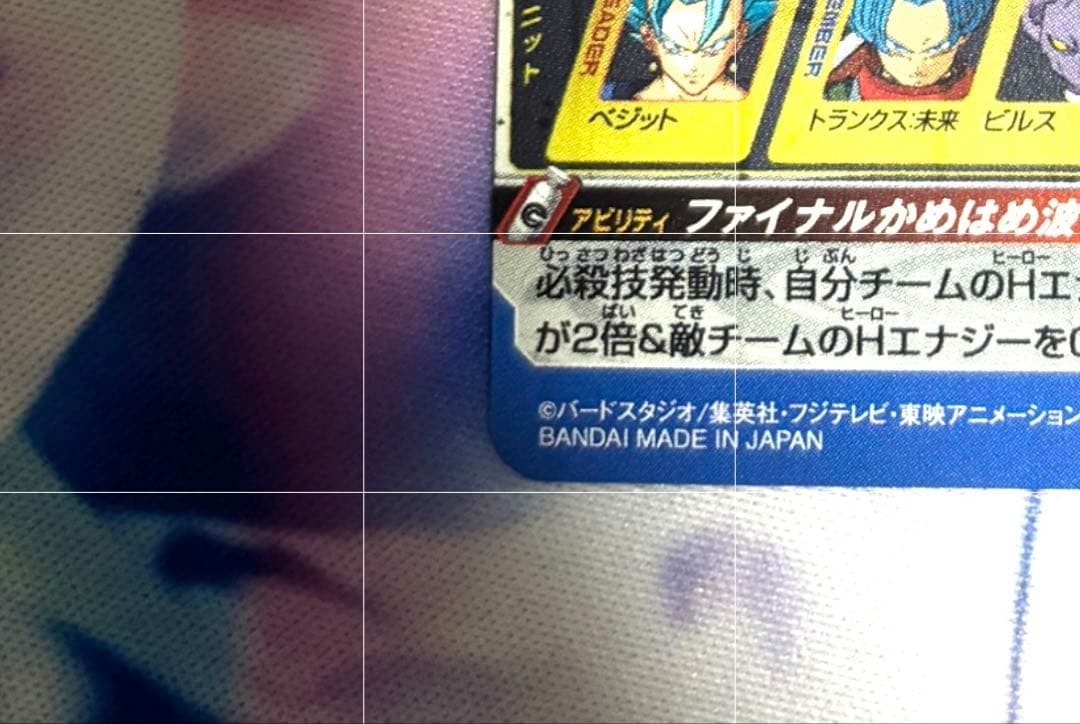 ニット
EADER
EMBER
ベジット
トランクス:未来 ビルス
アビリティ ファイナルかめはめ波
ひっさつわざはつどうじ じぶん ヒーロー
必殺技発動時、自分チームのHエ
ばい てき ヒーロー
が2倍&敵チームのHエナジーを
©バードスタジオ/集英社・フジテレビ・東映アニメーション
BANDAI MADE IN JAPAN